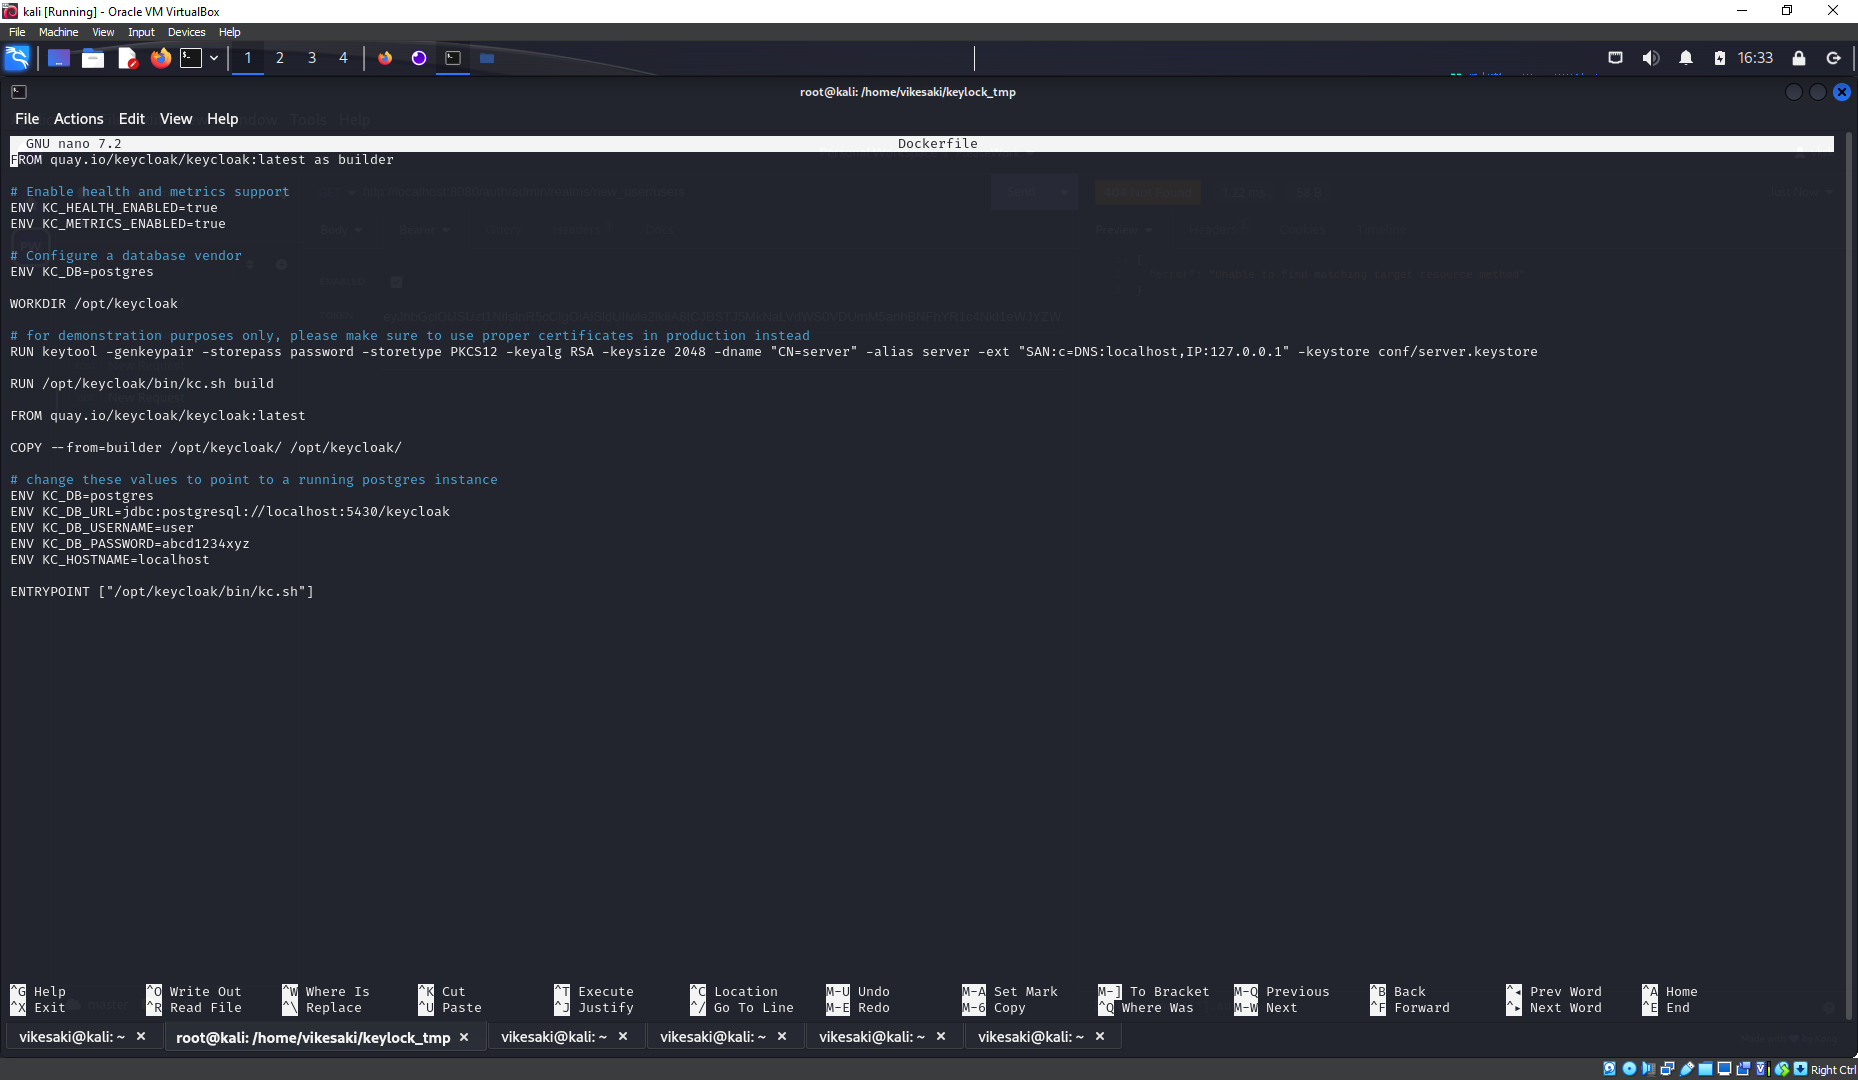 kali [Running] - Oracle VM VirtualBox
File Machine View Input Devices Help
1 2 3 4 16:33
root@kali: /home/vikesaki/keylock_tmp
File Actions Edit View Help
GNU nano 7.2 Dockerfile
FROM quay.io/keycloak/keycloak:latest as builder
# Enable health and metrics support
ENV KC_HEALTH_ENABLED=true
ENV KC_METRICS_ENABLED=true
# Configure a database vendor
ENV KC_DB=postgres
WORKDIR /opt/keycloak
# for demonstration purposes only, please make sure to use proper certificates in production instead
RUN keytool -genkeypair -storepass password -storetype PKCS12 -keyalg RSA -keysize 2048 -dname "CN=server" -alias server -ext "SAN:c=DNS:localhost,IP:127.0.0.1" -keystore conf/server.keystore
RUN /opt/keycloak/bin/kc.sh build
New Request
FROM quay.io/keycloak/keycloak:latest
COPY --from=builder /opt/keycloak/ /opt/keycloak/
# change these values to point to a running postgres instance
ENV KC_DB=postgres
ENV KC_DB_URL=jdbc:postgresql://localhost:5430/keycloak
ENV KC_DB_USERNAME=user
ENV KC_DB_PASSWORD=abcd1234xyz
ENV KC_HOSTNAME=localhost
ENTRYPOINT ["/opt/keycloak/bin/kc.sh"]
^G Help ^O Write Out ^W Where Is ^K Cut ^T Execute ^C Location M-U Undo M-A Set Mark M-] To Bracket M-Q Previous ^B Back ^◂ Prev Word ^A Home
^X Exit ^R Read File ^\ Replace ^U Paste ^J Justify ^/ Go To Line M-E Redo M-6 Copy ^Q Where Was M-W Next ^F Forward ^▸ Next Word ^E End
vikesaki@kali: ~ root@kali: /home/vikesaki/keylock_tmp vikesaki@kali: ~ vikesaki@kali: ~ vikesaki@kali: ~ vikesaki@kali: ~
Right Ctrl